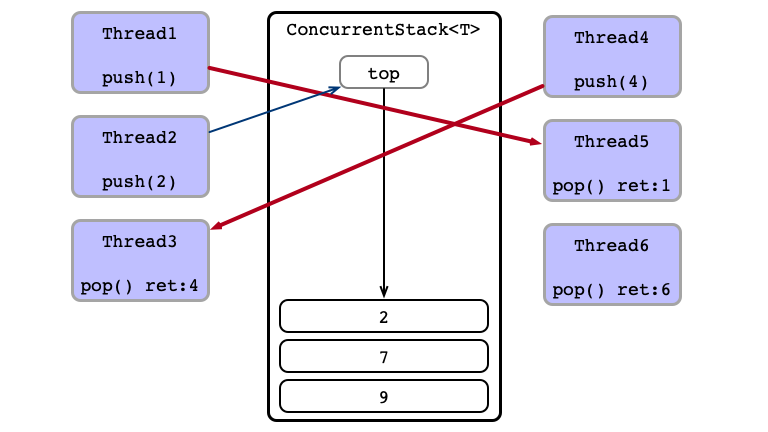 Thread1
push(1)
Thread2
push(2)
Thread3
pop() ret:4
ConcurrentStack<T>
top
2
7
9
Thread4
push(4)
Thread5
pop() ret:1
Thread6
pop() ret:6